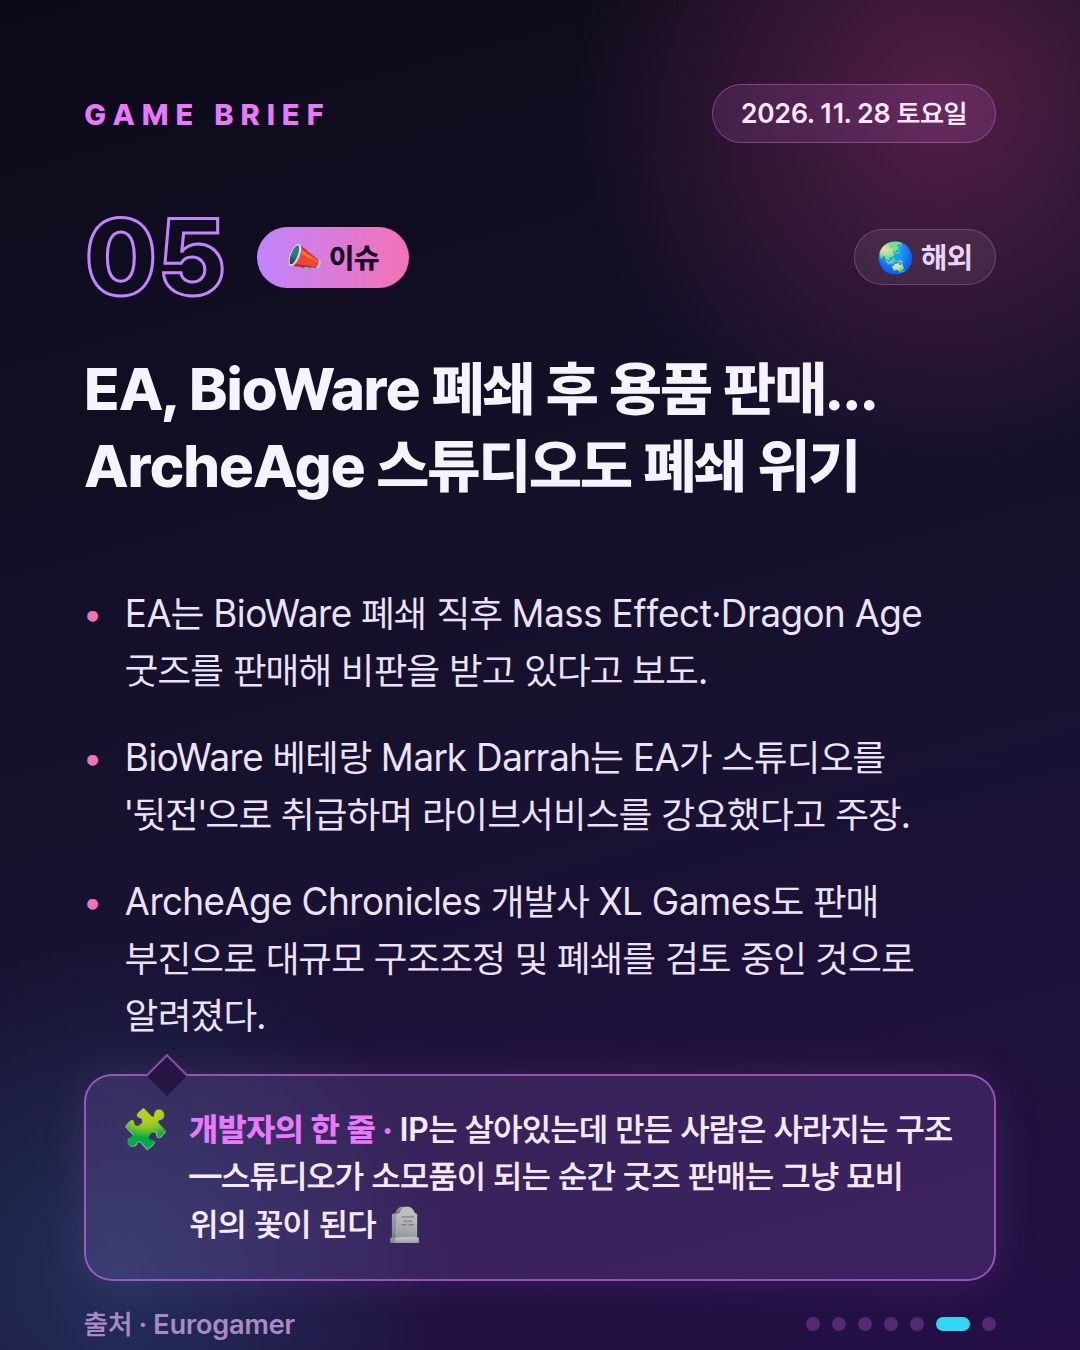 GAME BRIEF
2026. 11. 28 토요일
05
📣 이슈
🌏 해외
EA, BioWare 폐쇄 후 용품 판매…
ArcheAge 스튜디오도 폐쇄 위기
• EA는 BioWare 폐쇄 직후 Mass Effect·Dragon Age
굿즈를 판매해 비판을 받고 있다고 보도.
• BioWare 베테랑 Mark Darrah는 EA가 스튜디오를
'뒷전'으로 취급하며 라이브서비스를 강요했다고 주장.
• ArcheAge Chronicles 개발사 XL Games도 판매
부진으로 대규모 구조조정 및 폐쇄를 검토 중인 것으로
알려졌다.
🧩 개발자의 한 줄 · IP는 살아있는데 만든 사람은 사라지는 구조
—스튜디오가 소모품이 되는 순간 굿즈 판매는 그냥 묘비
위의 꽃이 된다 🪦
출처 · Eurogamer